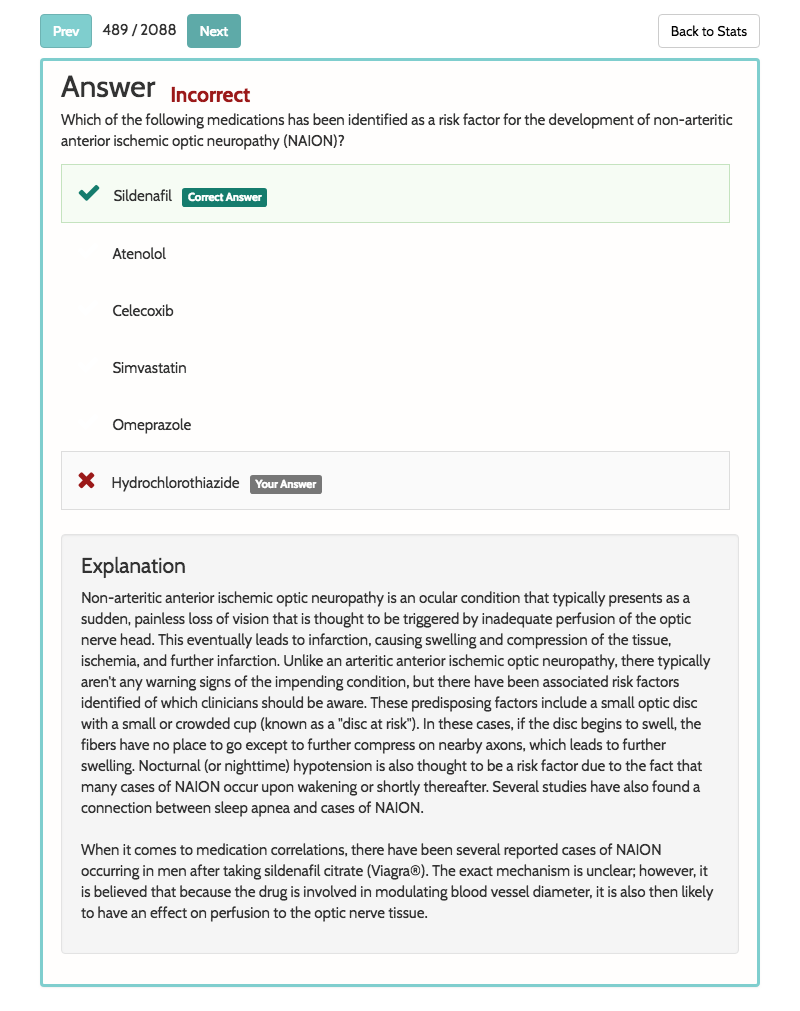 Prev 489 / 2088 Next Back to Stats
Answer Incorrect
Which of the following medications has been identified as a risk factor for the development of non-arteritic
anterior ischemic optic neuropathy (NAION)?
Sildenafil Correct Answer
Atenolol
Celecoxib
Simvastatin
Omeprazole
Hydrochlorothiazide Your Answer
Explanation
Non-arteritic anterior ischemic optic neuropathy is an ocular condition that typically presents as a
sudden, painless loss of vision that is thought to be triggered by inadequate perfusion of the optic
nerve head. This eventually leads to infarction, causing swelling and compression of the tissue,
ischemia, and further infarction. Unlike an arteritic anterior ischemic optic neuropathy, there typically
aren't any warning signs of the impending condition, but there have been associated risk factors
identified of which clinicians should be aware. These predisposing factors include a small optic disc
with a small or crowded cup (known as a "disc at risk"). In these cases, if the disc begins to swell, the
fibers have no place to go except to further compress on nearby axons, which leads to further
swelling. Nocturnal (or nighttime) hypotension is also thought to be a risk factor due to the fact that
many cases of NAION occur upon wakening or shortly thereafter. Several studies have also found a
connection between sleep apnea and cases of NAION.
When it comes to medication correlations, there have been several reported cases of NAION
occurring in men after taking sildenafil citrate (Viagra®). The exact mechanism is unclear; however, it
is believed that because the drug is involved in modulating blood vessel diameter, it is also then likely
to have an effect on perfusion to the optic nerve tissue.